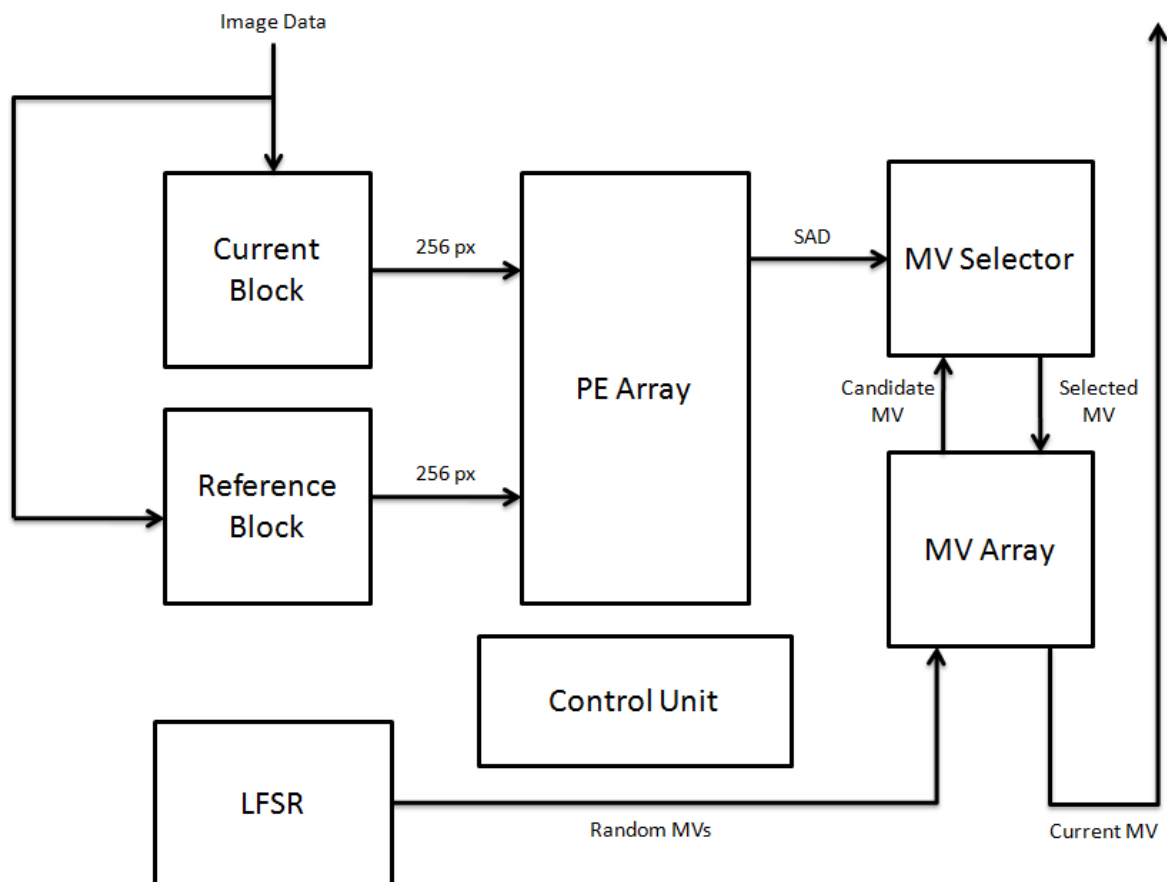 Image Data
Current
Block
256 px
PE Array
SAD
MV Selector
Candidate
MV
Selected
MV
Reference
Block
256 px
MV Array
Control Unit
LFSR
Random MVs
Current MV